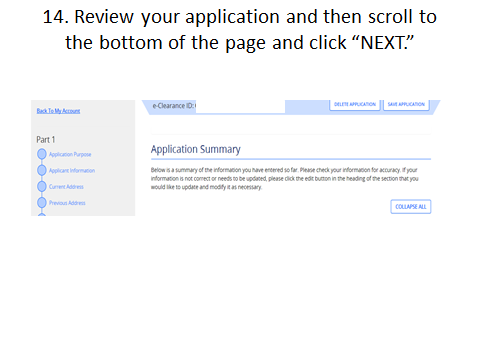 14. Review your application and then scroll to
the bottom of the page and click “NEXT.”
Back To My Account
e-Clearance ID:
DELETE APPLICATION
SAVE APPLICATION
Part 1
Application Purpose
Applicant Information
Current Address
Previous Address
Application Summary
Below is a summary of the information you have entered so far. Please check your information for accuracy. If your
information is not correct or needs to be updated, please click the edit button in the heading of the section that you
would like to update and modify it as necessary.
COLLAPSE ALL